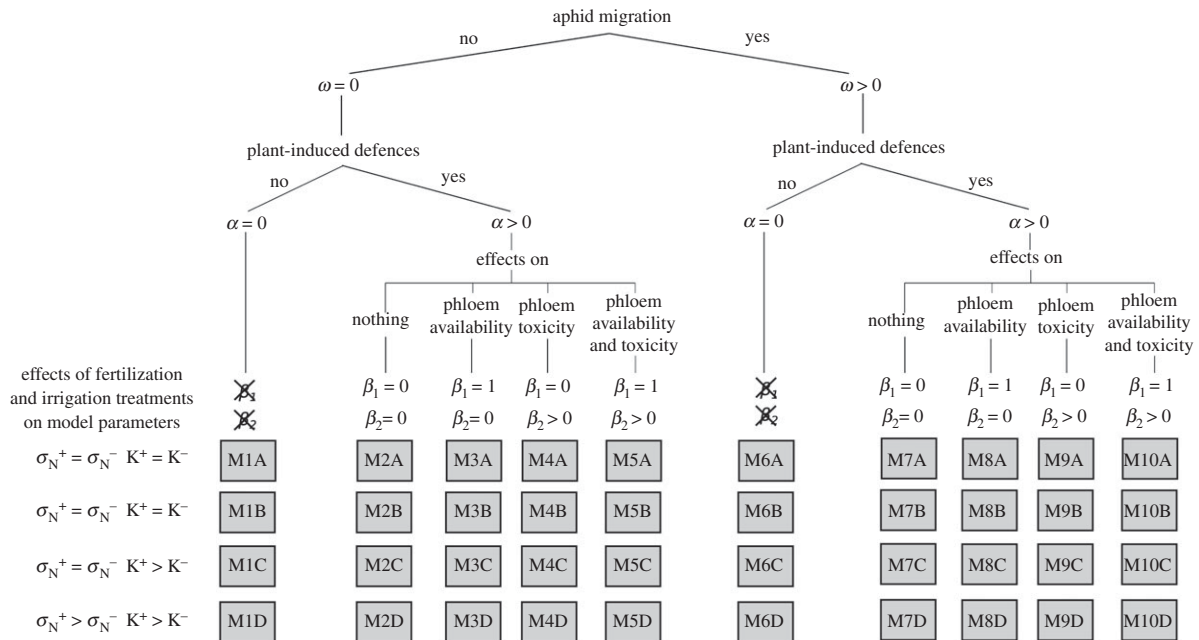 aphid migration
no yes
ω = 0 ω > 0
plant-induced defences plant-induced defences
no yes no yes
α = 0 α > 0 α = 0 α > 0
effects on effects on
nothing phloem availability phloem toxicity phloem availability and toxicity nothing phloem availability phloem toxicity phloem availability and toxicity
effects of fertilization
and irrigation treatments
on model parameters
β₁ β₁ = 0 β₁ = 1 β₁ = 0 β₁ = 1 β₁ β₁ = 0 β₁ = 1 β₁ = 0 β₁ = 1
β₂ β₂ = 0 β₂ = 0 β₂ > 0 β₂ > 0 β₂ β₂ = 0 β₂ = 0 β₂ > 0 β₂ > 0
σN⁺ = σN⁻ K⁺ = K⁻ M1A M2A M3A M4A M5A M6A M7A M8A M9A M10A
σN⁺ = σN⁻ K⁺ = K⁻ M1B M2B M3B M4B M5B M6B M7B M8B M9B M10B
σN⁺ = σN⁻ K⁺ > K⁻ M1C M2C M3C M4C M5C M6C M7C M8C M9C M10C
σN⁺ > σN⁻ K⁺ > K⁻ M1D M2D M3D M4D M5D M6D M7D M8D M9D M10D